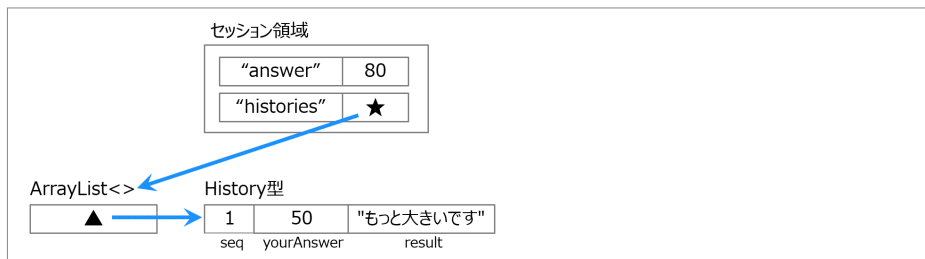 セッション領域
“answer” 80
“histories” ★
ArrayList<> History型
▲ 1 50 "もっと大きいです"
seq yourAnswer result